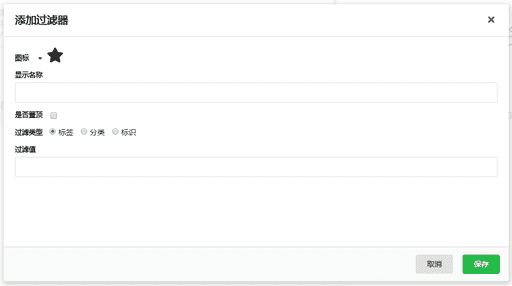 添加过滤器 ×
图标
显示名称
是否置顶
过滤类型 标签 分类 标识
过滤值
取消 保存